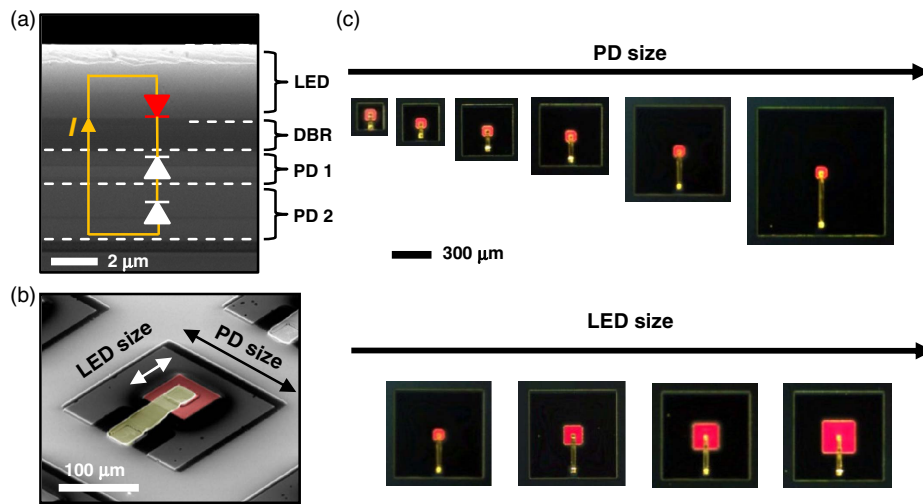 (a)
LED
DBR
PD 1
PD 2
I
2 μm
(b)
LED size
PD size
100 μm
(c)
PD size
300 μm
LED size